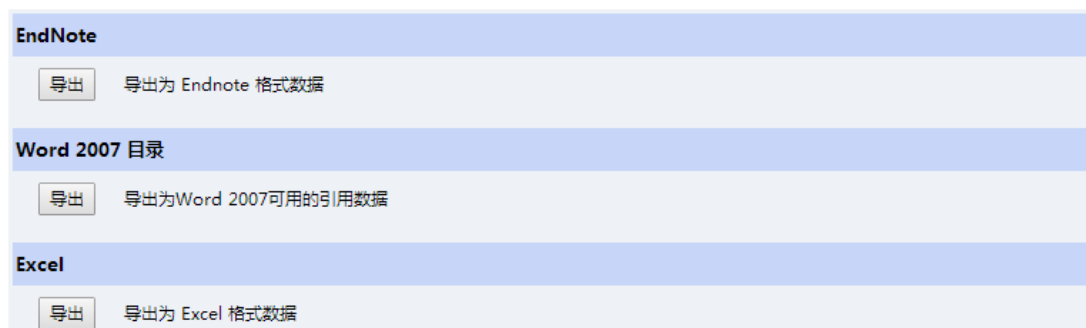 EndNote
导出 导出为 Endnote 格式数据
Word 2007 目录
导出 导出为Word 2007可用的引用数据
Excel
导出 导出为 Excel 格式数据